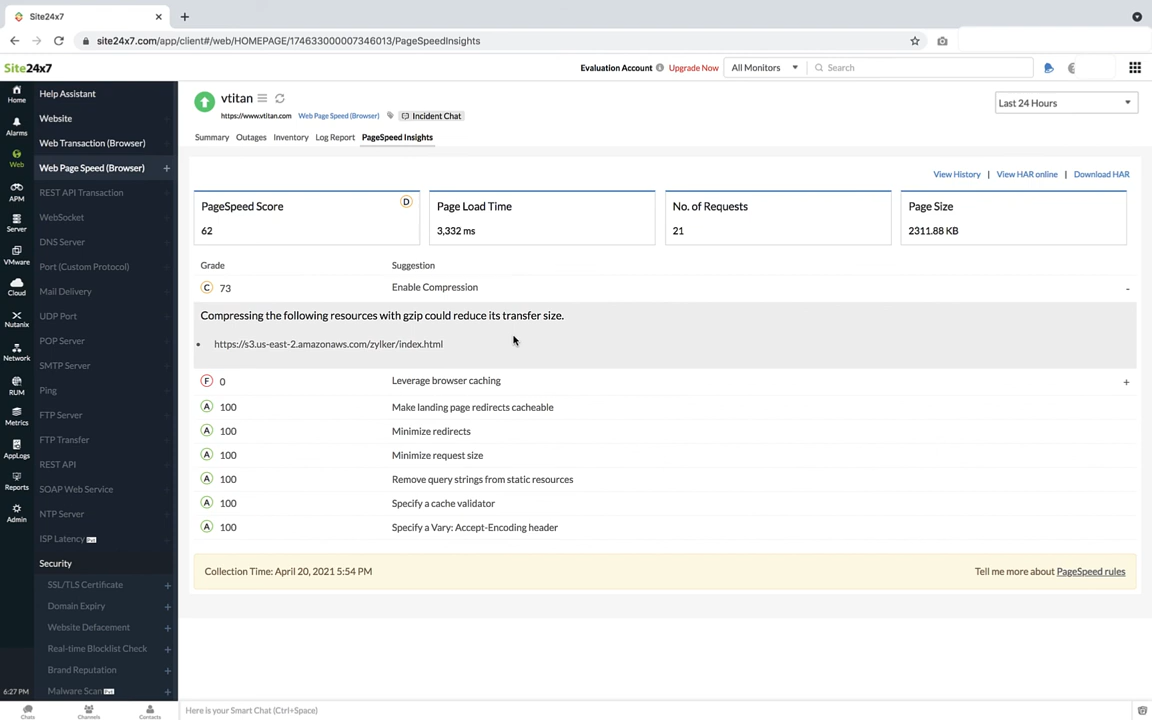 Site24x7
site24x7.com/app/client#/web/HOMEPAGE/174633000007346013/PageSpeedInsights
Site24x7
Evaluation Account
Upgrade Now
All Monitors
Search
Home
Alarms
Web
APM
Server
VMware
Cloud
Nutanix
Network
RUM
Metrics
AppLogs
Reports
Admin
6:27 PM
Help Assistant
Website
Web Transaction (Browser)
Web Page Speed (Browser)
REST API Transaction
WebSocket
DNS Server
Port (Custom Protocol)
Mail Delivery
UDP Port
POP Server
SMTP Server
Ping
FTP Server
FTP Transfer
REST API
SOAP Web Service
NTP Server
ISP Latency
Security
SSL/TLS Certificate
Domain Expiry
Website Defacement
Real-time Blocklist Check
Brand Reputation
Malware Scan
vtitan
https://www.vtitan.com Web Page Speed (Browser) Incident Chat
Last 24 Hours
Summary Outages Inventory Log Report PageSpeed Insights
View History | View HAR online | Download HAR
PageSpeed Score D
62
Page Load Time
3,332 ms
No. of Requests
21
Page Size
2311.88 KB
Grade Suggestion
C 73 Enable Compression -
Compressing the following resources with gzip could reduce its transfer size.
• https://s3.us-east-2.amazonaws.com/zylker/index.html
F 0 Leverage browser caching +
A 100 Make landing page redirects cacheable
A 100 Minimize redirects
A 100 Minimize request size
A 100 Remove query strings from static resources
A 100 Specify a cache validator
A 100 Specify a Vary: Accept-Encoding header
Collection Time: April 20, 2021 5:54 PM
Tell me more about PageSpeed rules
Chats
Channels
Contacts
Here is your Smart Chat (Ctrl+Space)